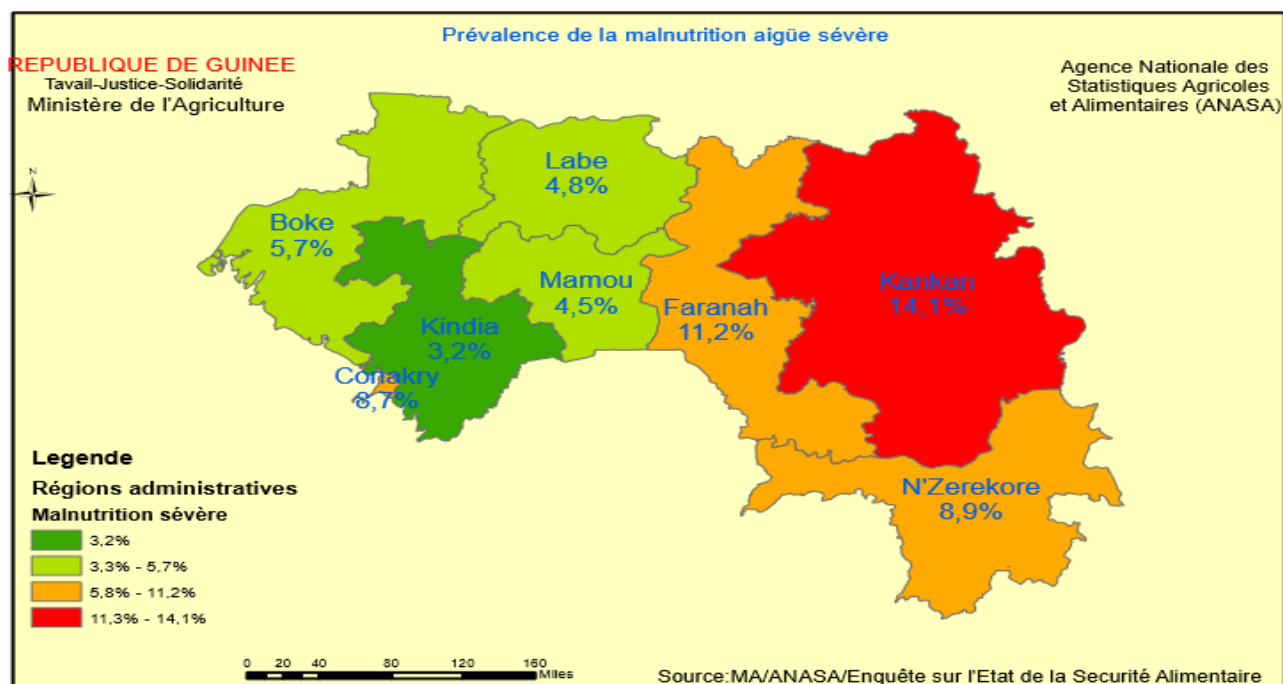 Prévalence de la malnutrition aigüe sévère
REPUBLIQUE DE GUINEE
Tavail-Justice-Solidarité
Ministère de l'Agriculture
Agence Nationale des
Statistiques Agricoles
et Alimentaires (ANASA)
N
Labe
4,8%
Boke
5,7%
Mamou
4,5%
Kankan
14,1%
Faranah
11,2%
Kindia
3,2%
Conakry
8,7%
N'Zerekore
8,9%
Legende
Régions administratives
Malnutrition sévère
3,2%
3,3% - 5,7%
5,8% - 11,2%
11,3% - 14,1%
0 20 40 80 120 160
Miles
Source:MA/ANASA/Enquête sur l'Etat de la Securité Alimentaire